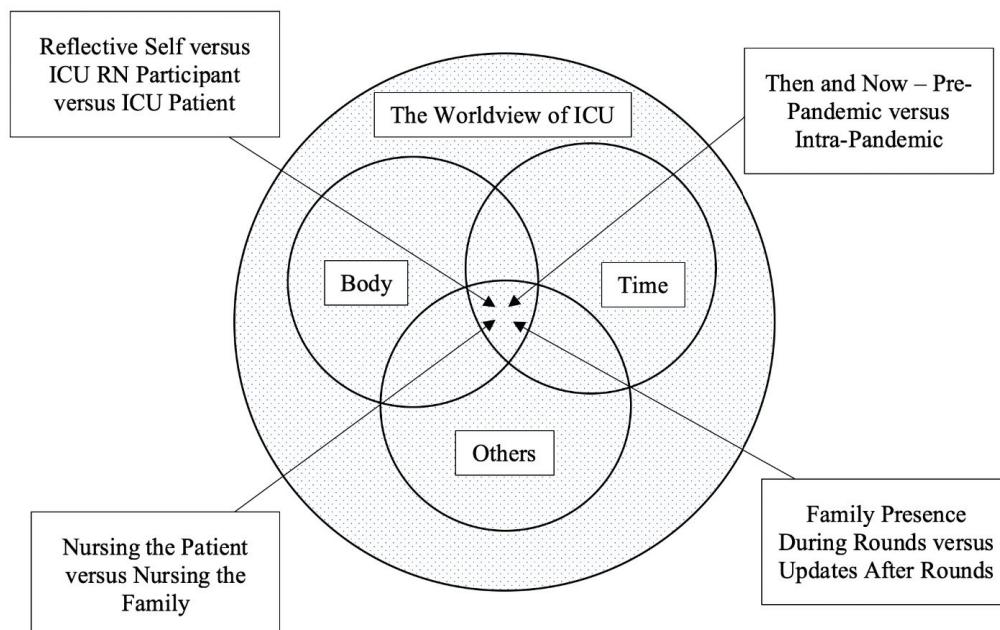 Reflective Self versus
ICU RN Participant
versus ICU Patient
The Worldview of ICU
Then and Now – Pre-
Pandemic versus
Intra-Pandemic
Body
Time
Others
Nursing the Patient
versus Nursing the
Family
Family Presence
During Rounds versus
Updates After Rounds